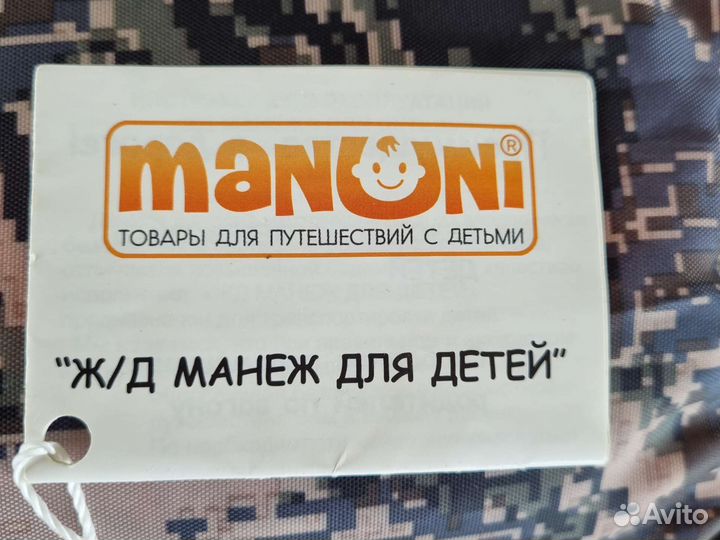 manuni®
ТОВАРЫ ДЛЯ ПУТЕШЕСТВИЙ С ДЕТЬМИ
"Ж/Д МАНЕЖ ДЛЯ ДЕТЕЙ"
Avito